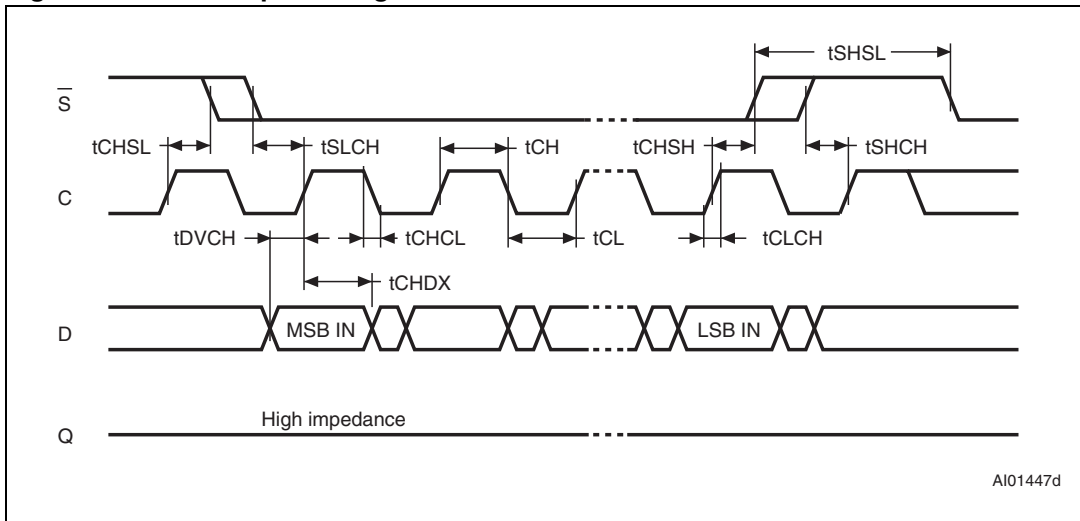 tSHSL
S
tCHSL
tSLCH
tCH
tCHSH
tSHCH
C
tDVCH
tCHCL
tCL
tCLCH
tCHDX
D
MSB IN
LSB IN
High impedance
Q
AI01447d